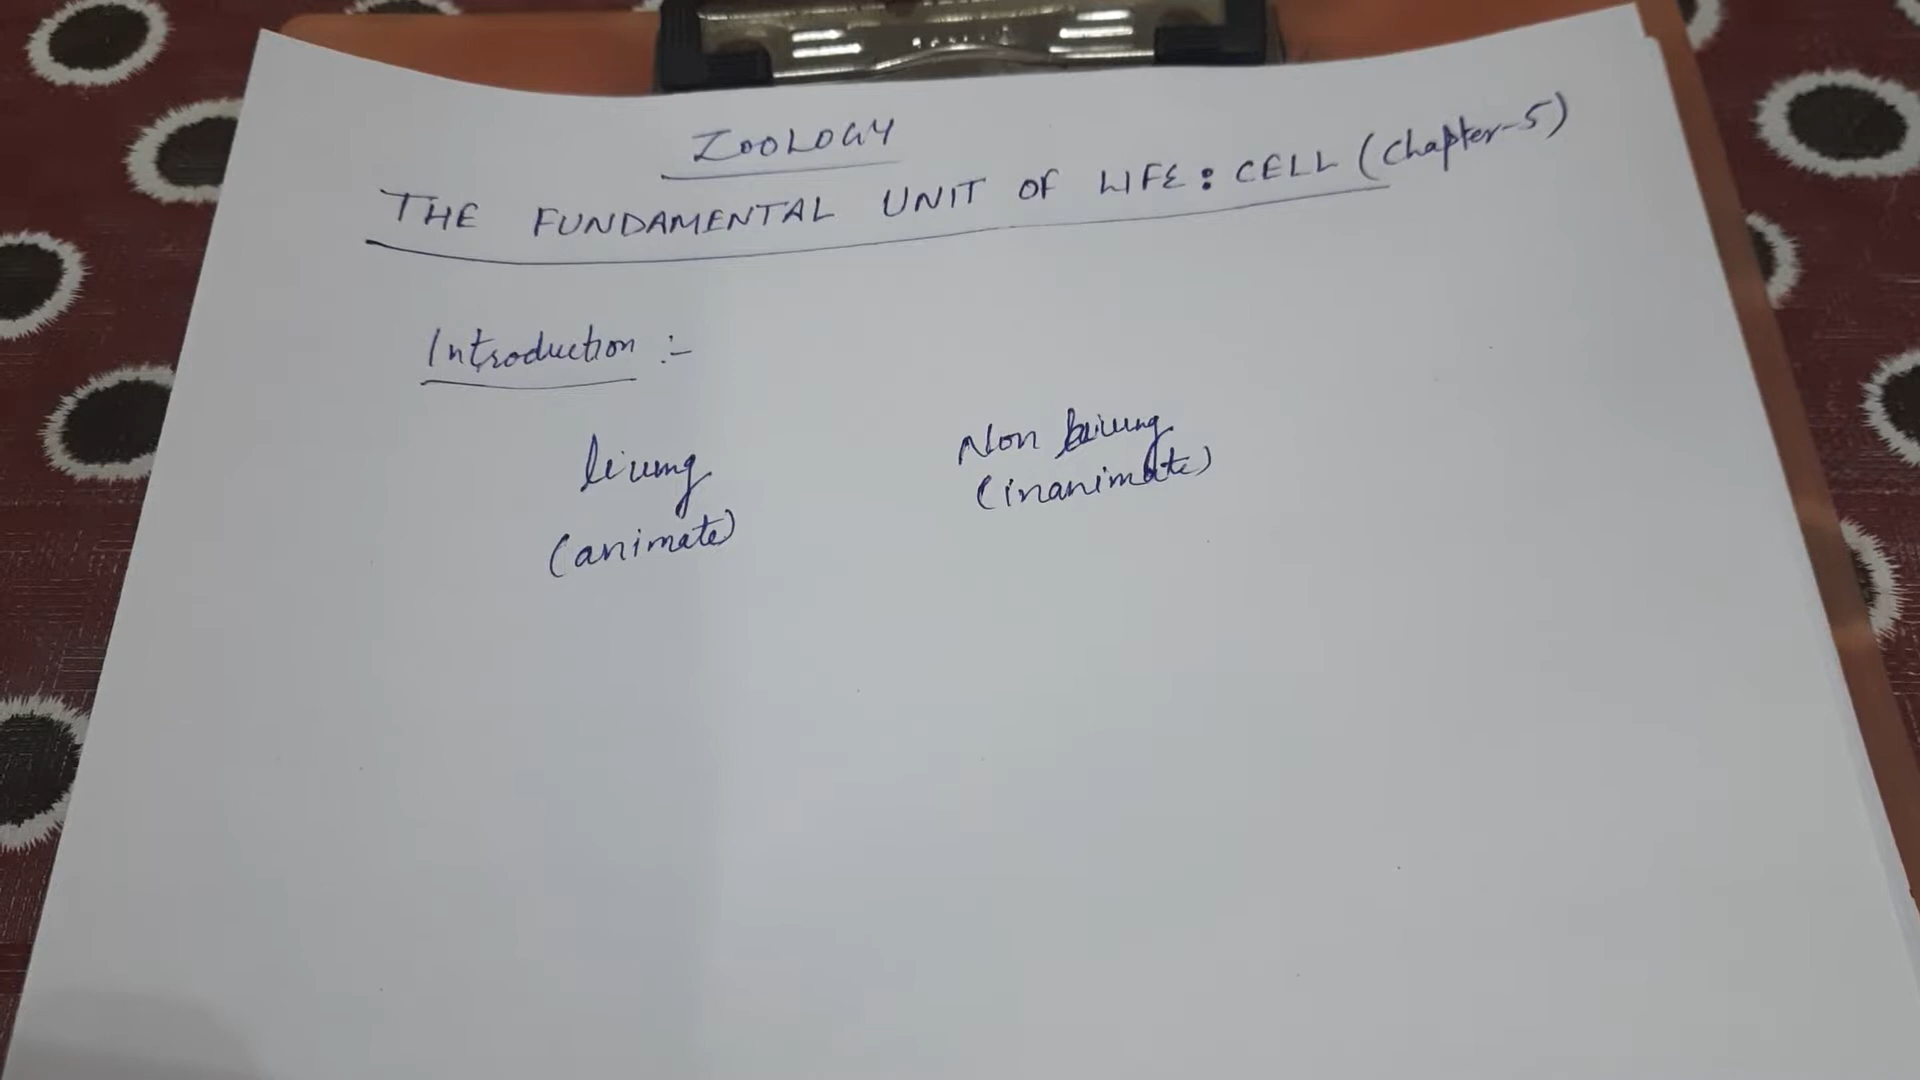 ZOOLOGY
THE FUNDAMENTAL UNIT OF LIFE : CELL (Chapter-5)
Introduction :-
living
Non living
(animate)
(inanimate)